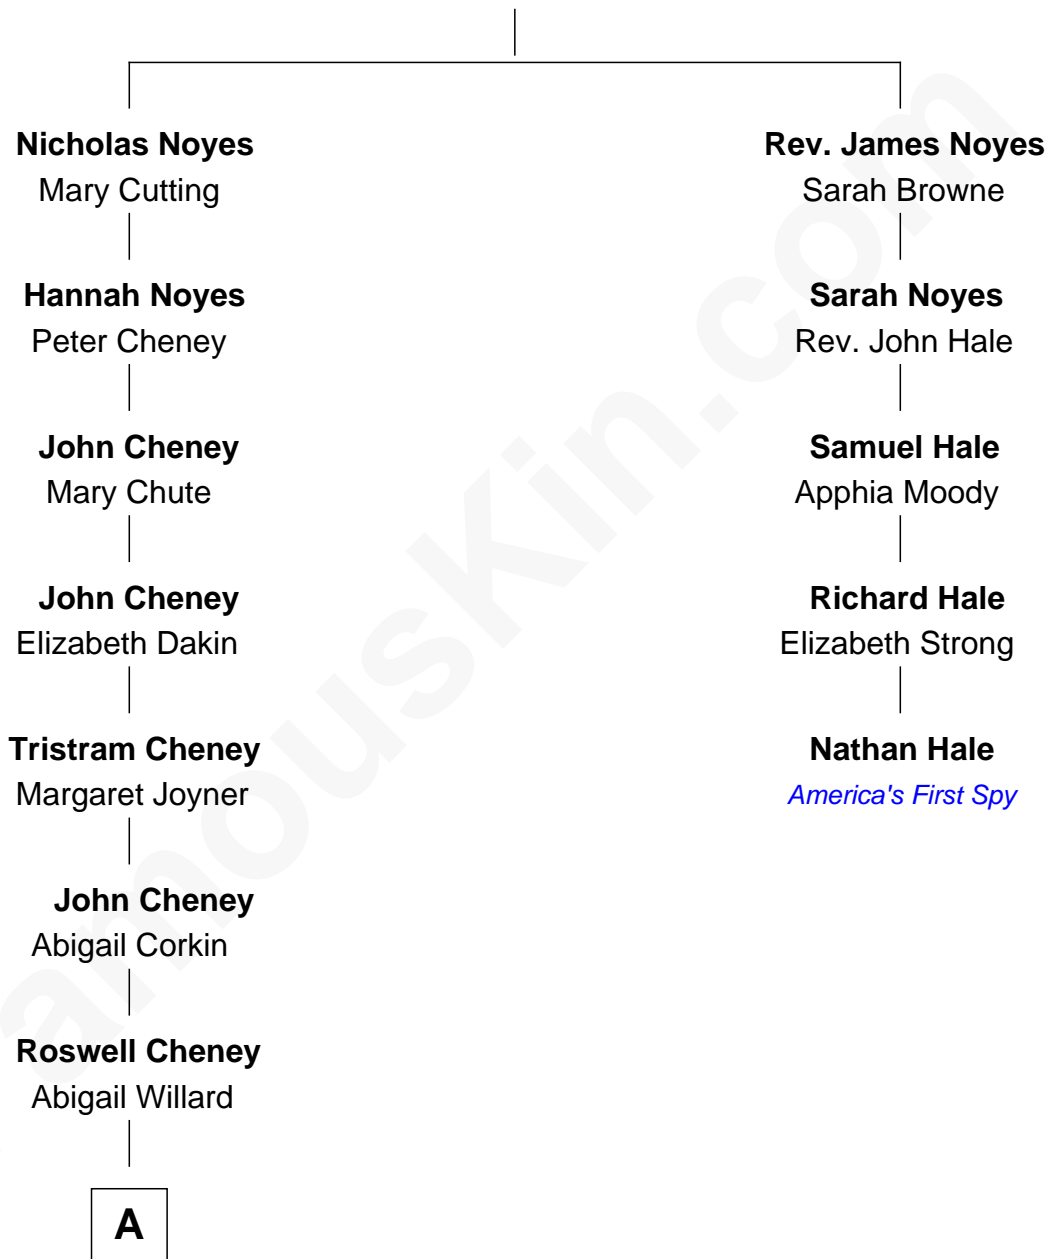 Nicholas Noyes
Mary Cutting
Rev. James Noyes
Sarah Browne
Hannah Noyes
Peter Cheney
Sarah Noyes
Rev. John Hale
John Cheney
Mary Chute
Samuel Hale
Apphia Moody
John Cheney
Elizabeth Dakin
Richard Hale
Elizabeth Strong
Tristram Cheney
Margaret Joyner
Nathan Hale
America's First Spy
John Cheney
Abigail Corkin
Roswell Cheney
Abigail Willard
A
amousKin.com